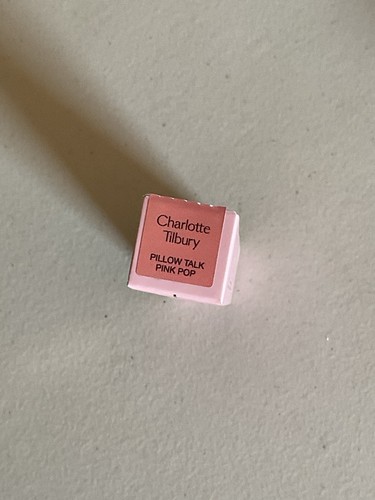 Charlotte
Tilbury
PILLOW TALK
PINK POP